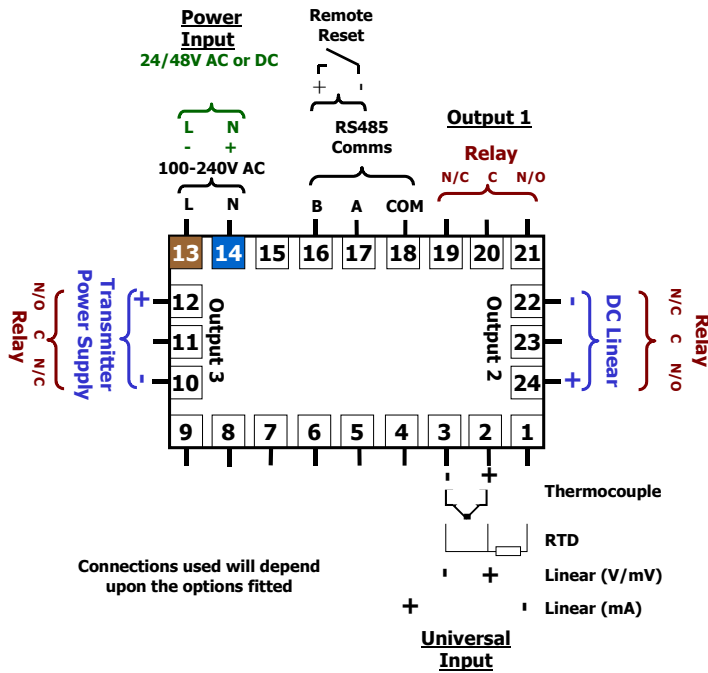 Power
Input
24/48V AC or DC
L N
- +
100-240V AC
L N
Remote
Reset
+ -
RS485
Comms
B A COM
Output 1
Relay
N/C C N/O
13 14 15 16 17 18 19 20 21
12
11
10
Output 3
+
-
Transmitter
Power Supply
N/O C N/C
Relay
22
23
24
Output 2
-
+
DC Linear
N/C C N/O
Relay
9 8 7 6 5 4 3 2 1
- +
Thermocouple
RTD
- + Linear (V/mV)
+ - Linear (mA)
Universal
Input
Connections used will depend
upon the options fitted